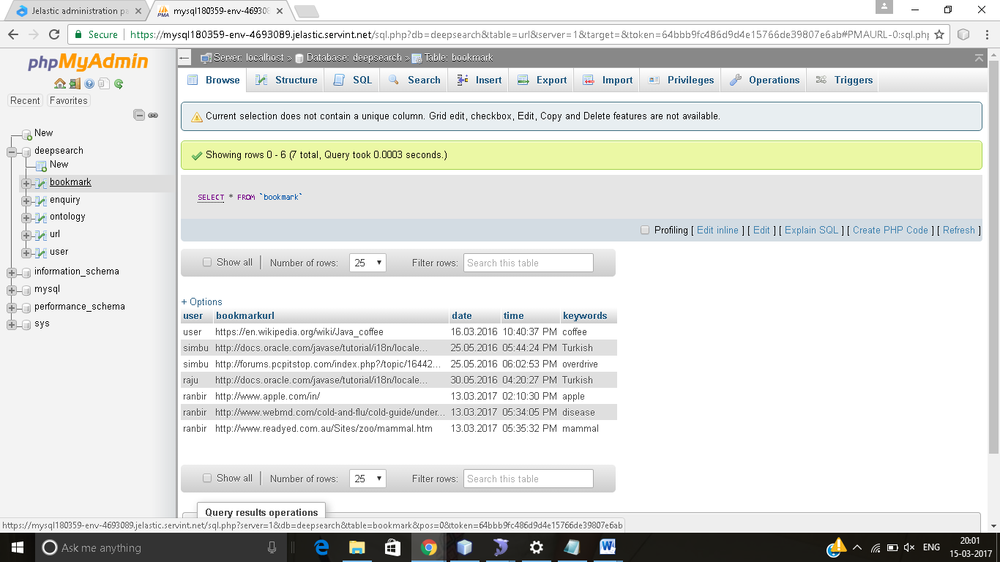 Jelastic administration pa
mysql180359-env-46930
Secure https://mysql180359-env-4693089.jelastic.servint.net/sql.php?db=deepsearch&table=url&server=1&target=&token=64bbb9fc486d9d4e15766de39807e6ab#PMAURL-0:sql.php
phpMyAdmin
Recent Favorites
New
deepsearch
New
bookmark
enquiry
ontology
url
user
information_schema
mysql
performance_schema
sys
Server: localhost » Database: deepsearch » Table: bookmark
Browse Structure SQL Search Insert Export Import Privileges Operations Triggers
Current selection does not contain a unique column. Grid edit, checkbox, Edit, Copy and Delete features are not available.
Showing rows 0 - 6 (7 total, Query took 0.0003 seconds.)
SELECT * FROM `bookmark`
Profiling [ Edit inline ] [ Edit ] [ Explain SQL ] [ Create PHP Code ] [ Refresh ]
Show all Number of rows: 25 Filter rows: Search this table
+ Options
user bookmarkurl date time keywords
user https://en.wikipedia.org/wiki/Java_coffee 16.03.2016 10:40:37 PM coffee
simbu http://docs.oracle.com/javase/tutorial/i18n/locale... 25.05.2016 05:44:24 PM Turkish
simbu http://forums.pcpitstop.com/index.php?/topic/16442... 25.05.2016 06:02:53 PM overdrive
raju http://docs.oracle.com/javase/tutorial/i18n/locale... 30.05.2016 04:20:27 PM Turkish
ranbir http://www.apple.com/in/ 13.03.2017 02:10:30 PM apple
ranbir http://www.webmd.com/cold-and-flu/cold-guide/under... 13.03.2017 05:34:05 PM disease
ranbir http://www.readyed.com.au/Sites/zoo/mammal.htm 13.03.2017 05:35:32 PM mammal
Show all Number of rows: 25 Filter rows: Search this table
Query results operations
https://mysql180359-env-4693089.jelastic.servint.net/sql.php?server=1&db=deepsearch&table=bookmark&pos=0&token=64bbb9fc486d9d4e15766de39807e6ab
Ask me anything
ENG
20:01
15-03-2017